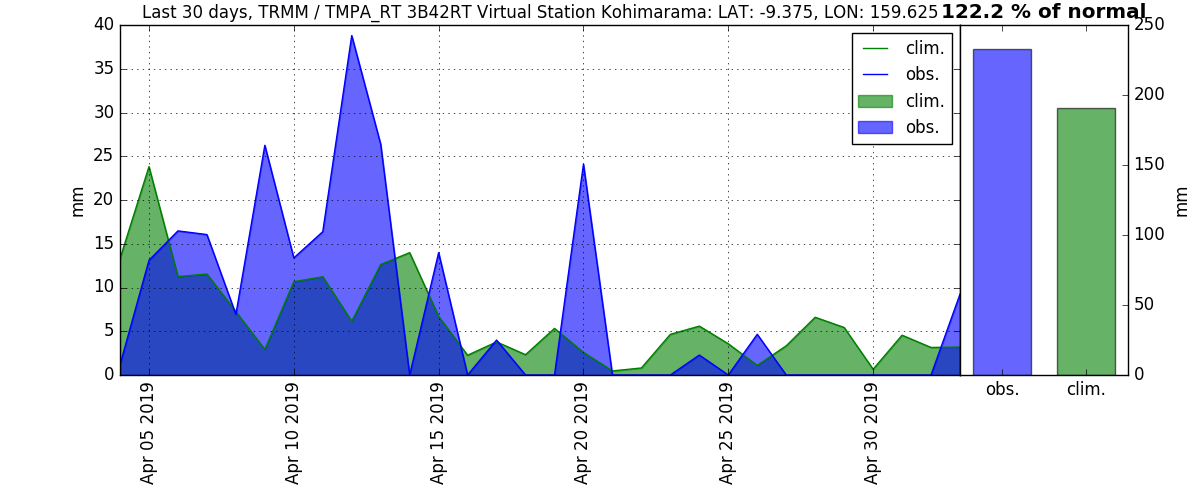 Last 30 days, TRMM / TMPA_RT 3B42RT Virtual Station Kohimarama: LAT: -9.375, LON: 159.625
122.2 % of normal
40
35
30
25
20
15
10
5
0
mm
clim.
obs.
clim.
obs.
Apr 05 2019
Apr 10 2019
Apr 15 2019
Apr 20 2019
Apr 25 2019
Apr 30 2019
250
200
150
100
50
0
mm
obs.
clim.